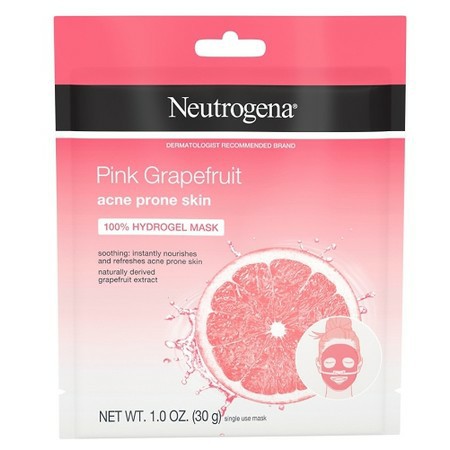 Neutrogena®
DERMATOLOGIST RECOMMENDED BRAND
Pink Grapefruit
acne prone skin
100% HYDROGEL MASK
soothing: instantly nourishes
and refreshes acne prone skin
naturally derived
grapefruit extract
NET WT. 1.0 OZ. (30 g) single use mask